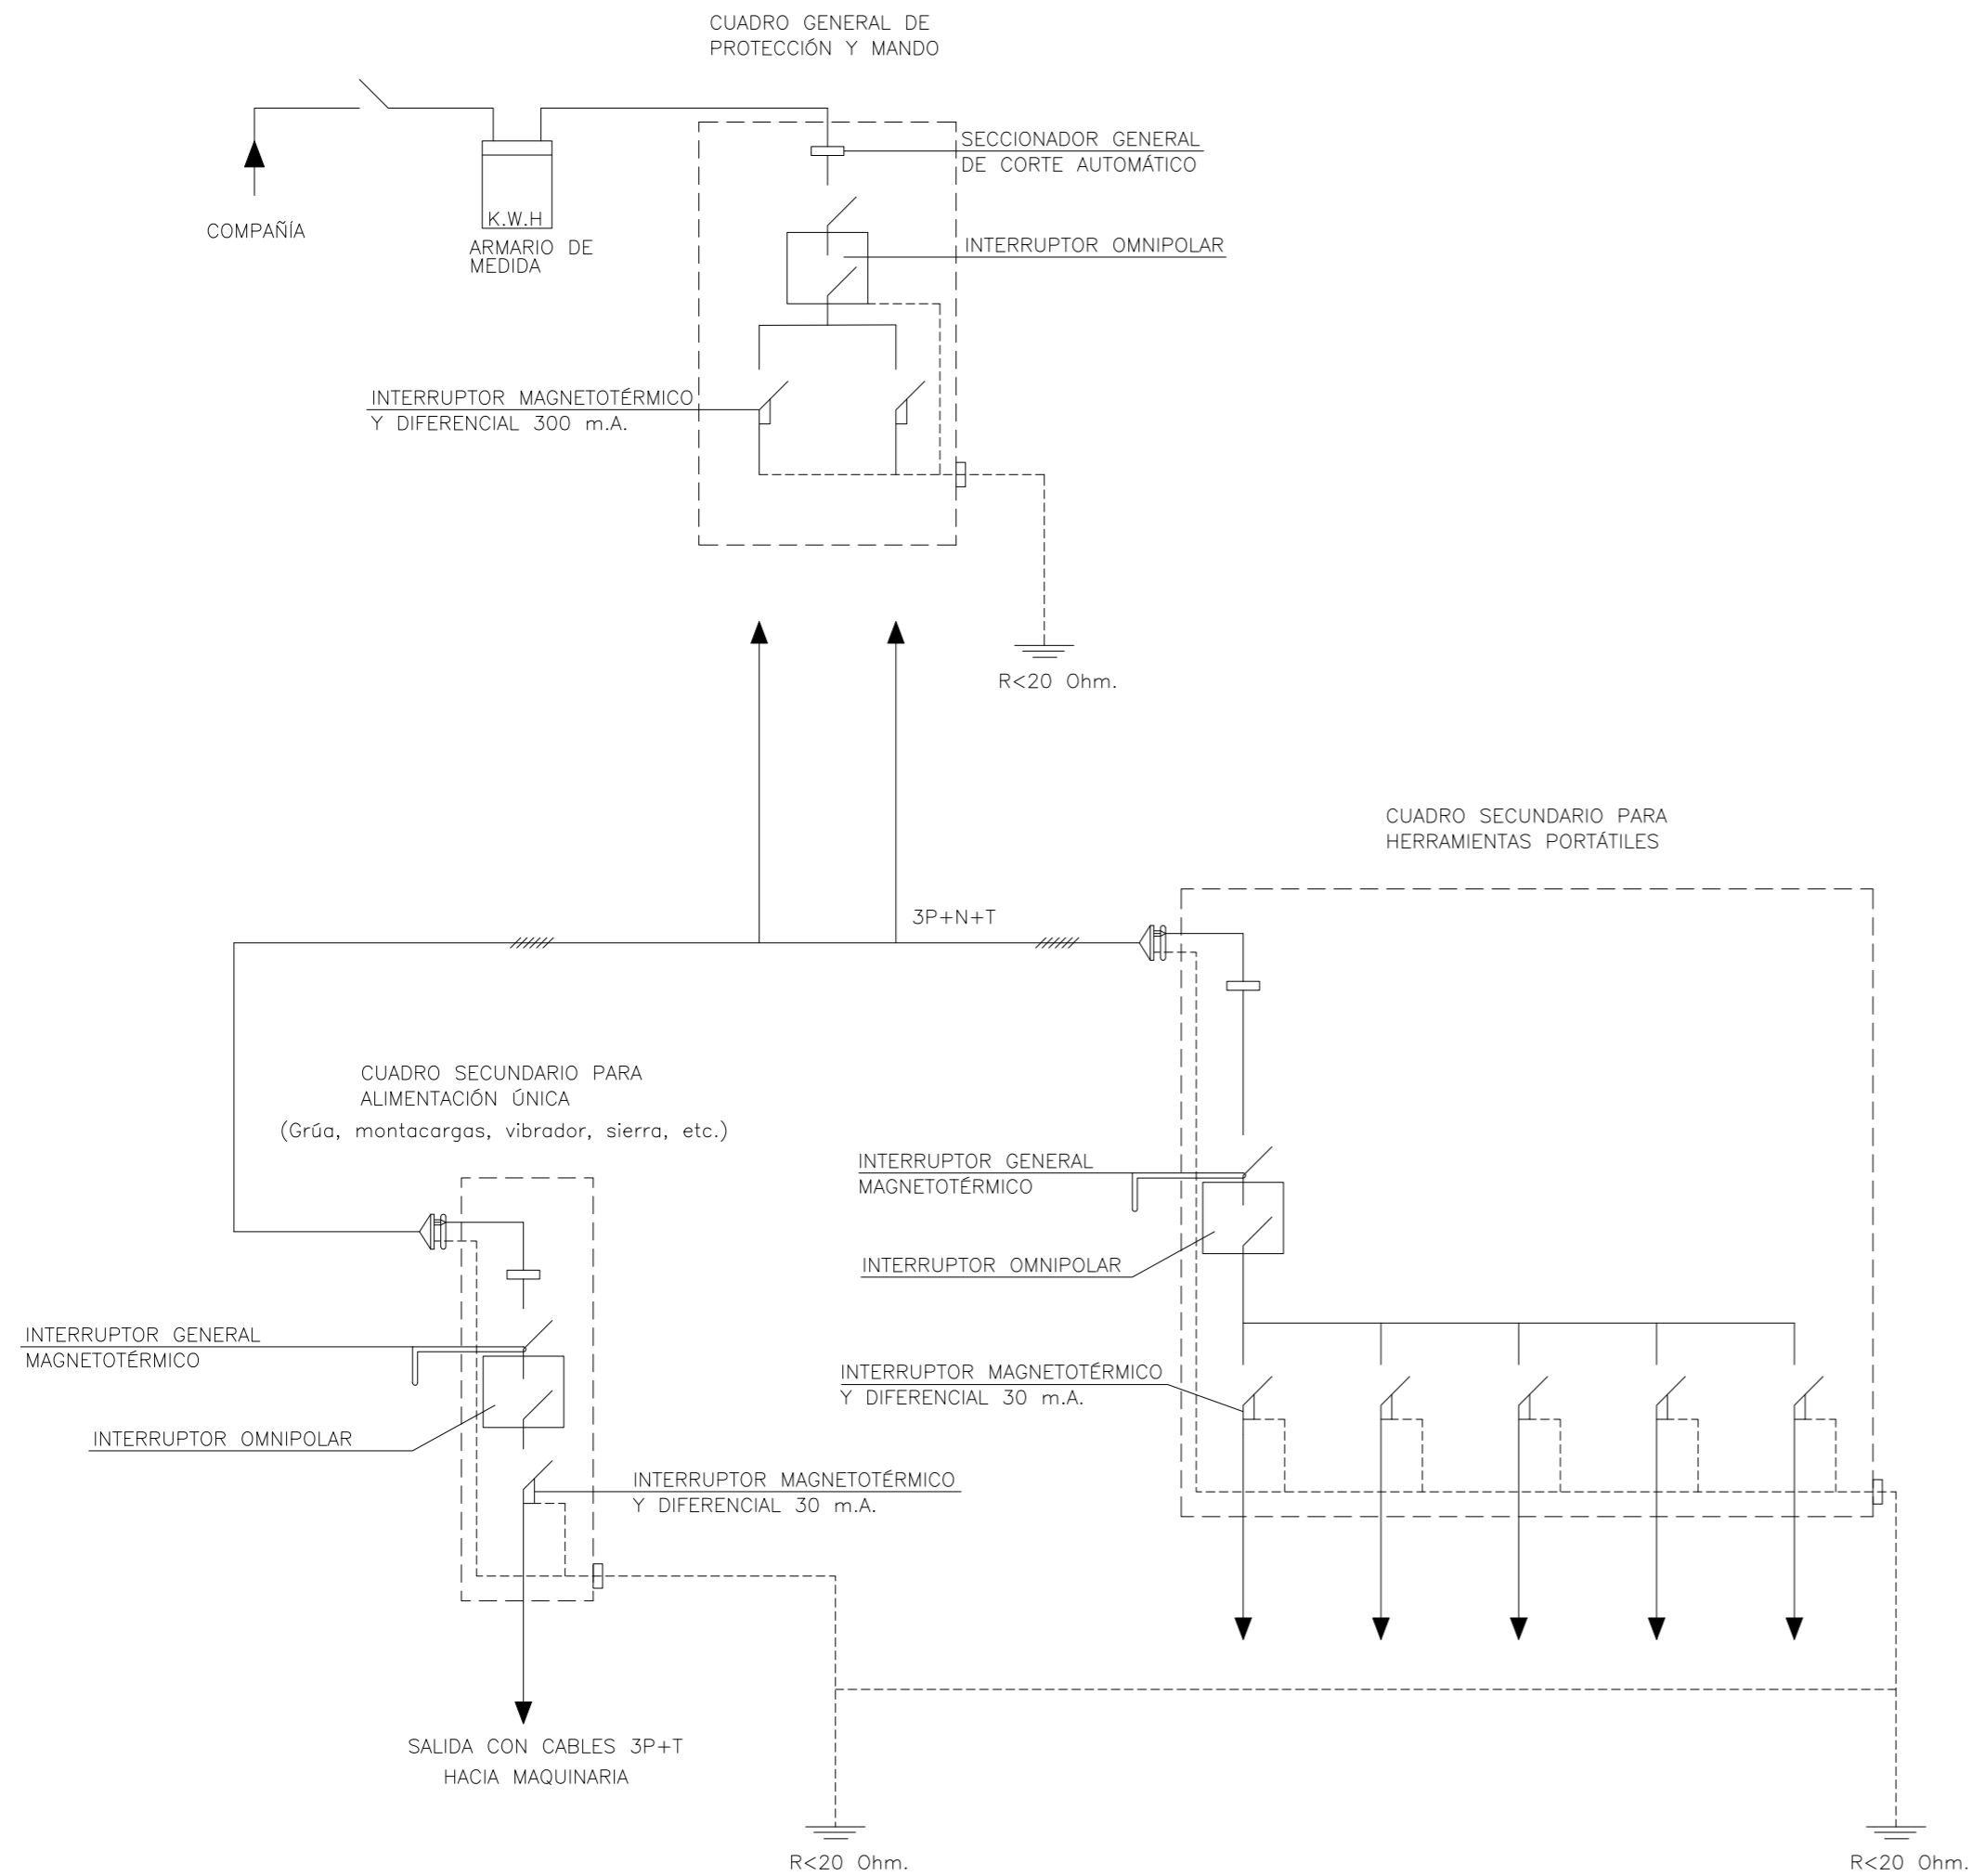 CUADRO GENERAL DE
PROTECCIÓN Y MANDO
SECCIONADOR GENERAL
DE CORTE AUTOMÁTICO
K.W.H
COMPAÑÍA
ARMARIO DE
MEDIDA
INTERRUPTOR OMNIPOLAR
INTERRUPTOR MAGNETOTÉRMICO
Y DIFERENCIAL 300 m.A.
R<20 Ohm.
CUADRO SECUNDARIO PARA
HERRAMIENTAS PORTÁTILES
3P+N+T
CUADRO SECUNDARIO PARA
ALIMENTACIÓN ÚNICA
(Grúa, montacargas, vibrador, sierra, etc.)
INTERRUPTOR GENERAL
MAGNETOTÉRMICO
INTERRUPTOR OMNIPOLAR
INTERRUPTOR GENERAL
MAGNETOTÉRMICO
INTERRUPTOR MAGNETOTÉRMICO
Y DIFERENCIAL 30 m.A.
INTERRUPTOR OMNIPOLAR
INTERRUPTOR MAGNETOTÉRMICO
Y DIFERENCIAL 30 m.A.
SALIDA CON CABLES 3P+T
HACIA MAQUINARIA
R<20 Ohm.
R<20 Ohm.